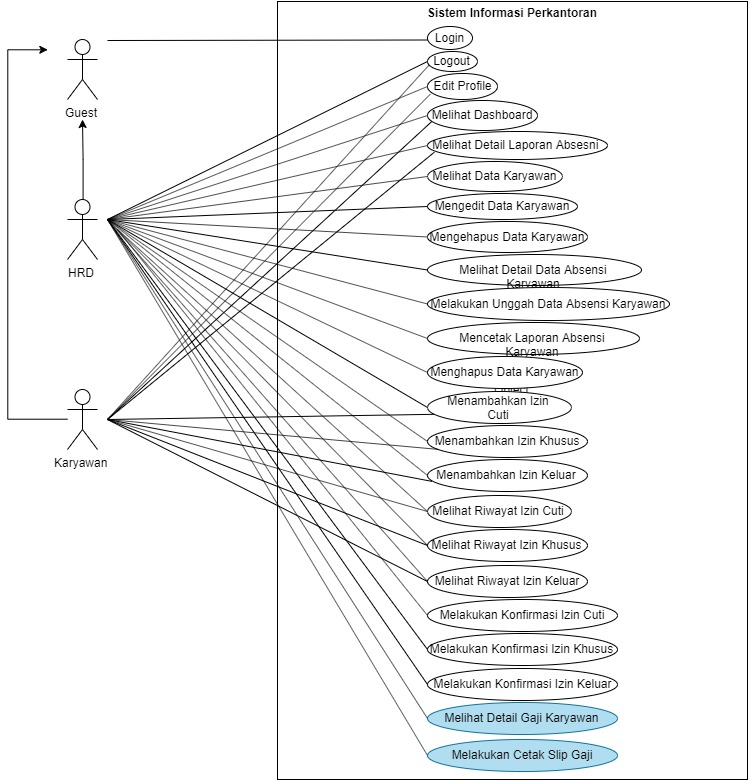 Sistem Informasi Perkantoran
Login
Logout
Guest
Edit Profile
Melihat Dashboard
Melihat Detail Laporan Absesni
Melihat Data Karyawan
HRD
Mengedit Data Karyawan
Mengehapus Data Karyawan
Melihat Detail Data Absensi
Karyawan
Melakukan Unggah Data Absensi Karyawan
Mencetak Laporan Absensi
Karyawan
Menghapus Data Karyawan
Menambahkan Izin
Cuti
Karyawan
Menambahkan Izin Khusus
Menambahkan Izin Keluar
Melihat Riwayat Izin Cuti
Melihat Riwayat Izin Khusus
Melihat Riwayat Izin Keluar
Melakukan Konfirmasi Izin Cuti
Melakukan Konfirmasi Izin Khusus
Melakukan Konfirmasi Izin Keluar
Melihat Detail Gaji Karyawan
Melakukan Cetak Slip Gaji